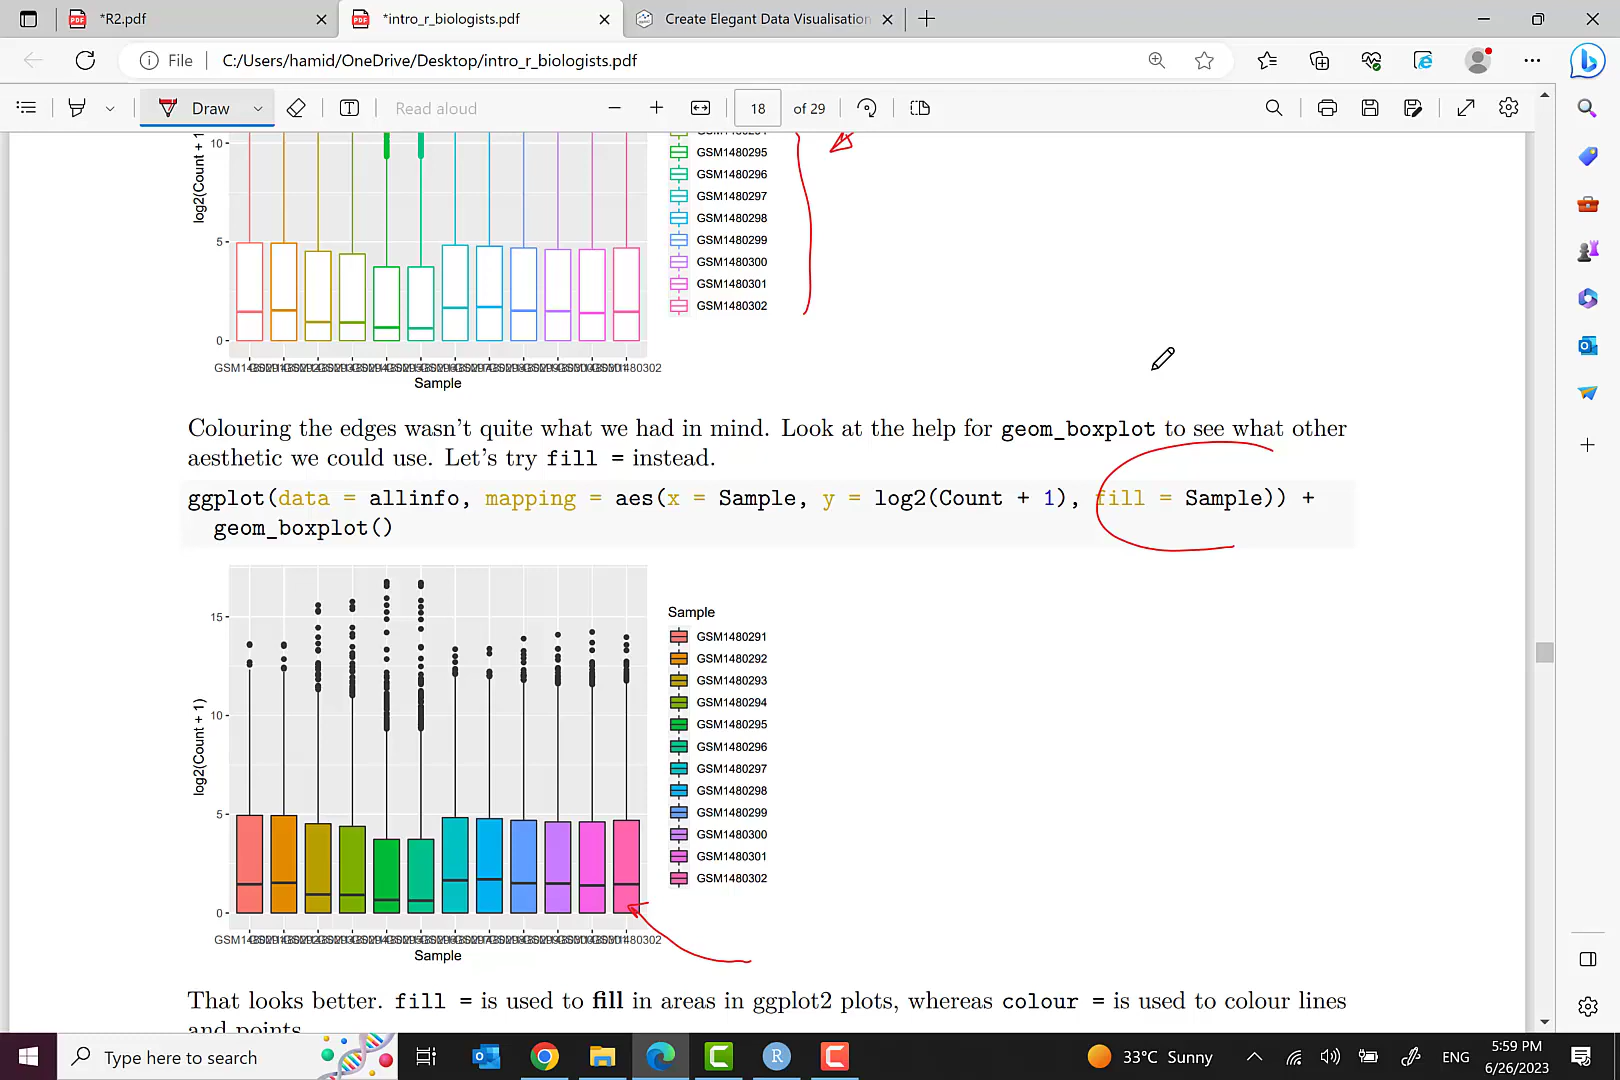 *R2.pdf
*intro_r_biologists.pdf
Create Elegant Data Visualisation
File
C:/Users/hamid/OneDrive/Desktop/intro_r_biologists.pdf
Draw
Read aloud
18
of 29
10
log2(Count + 1
5
0
GSM1480295
GSM1480296
GSM1480297
GSM1480298
GSM1480299
GSM1480300
GSM1480301
GSM1480302
Sample
Colouring the edges wasn't quite what we had in mind. Look at the help for geom_boxplot to see what other
aesthetic we could use. Let's try fill = instead.
ggplot(data = allinfo, mapping = aes(x = Sample, y = log2(Count + 1), fill = Sample)) +
geom_boxplot()
15
10
5
0
log2(Count + 1)
Sample
GSM1480291
GSM1480292
GSM1480293
GSM1480294
GSM1480295
GSM1480296
GSM1480297
GSM1480298
GSM1480299
GSM1480300
GSM1480301
GSM1480302
Sample
That looks better. fill = is used to fill in areas in ggplot2 plots, whereas colour = is used to colour lines
and points
Type here to search
33°C Sunny
ENG
5:59 PM
6/26/2023